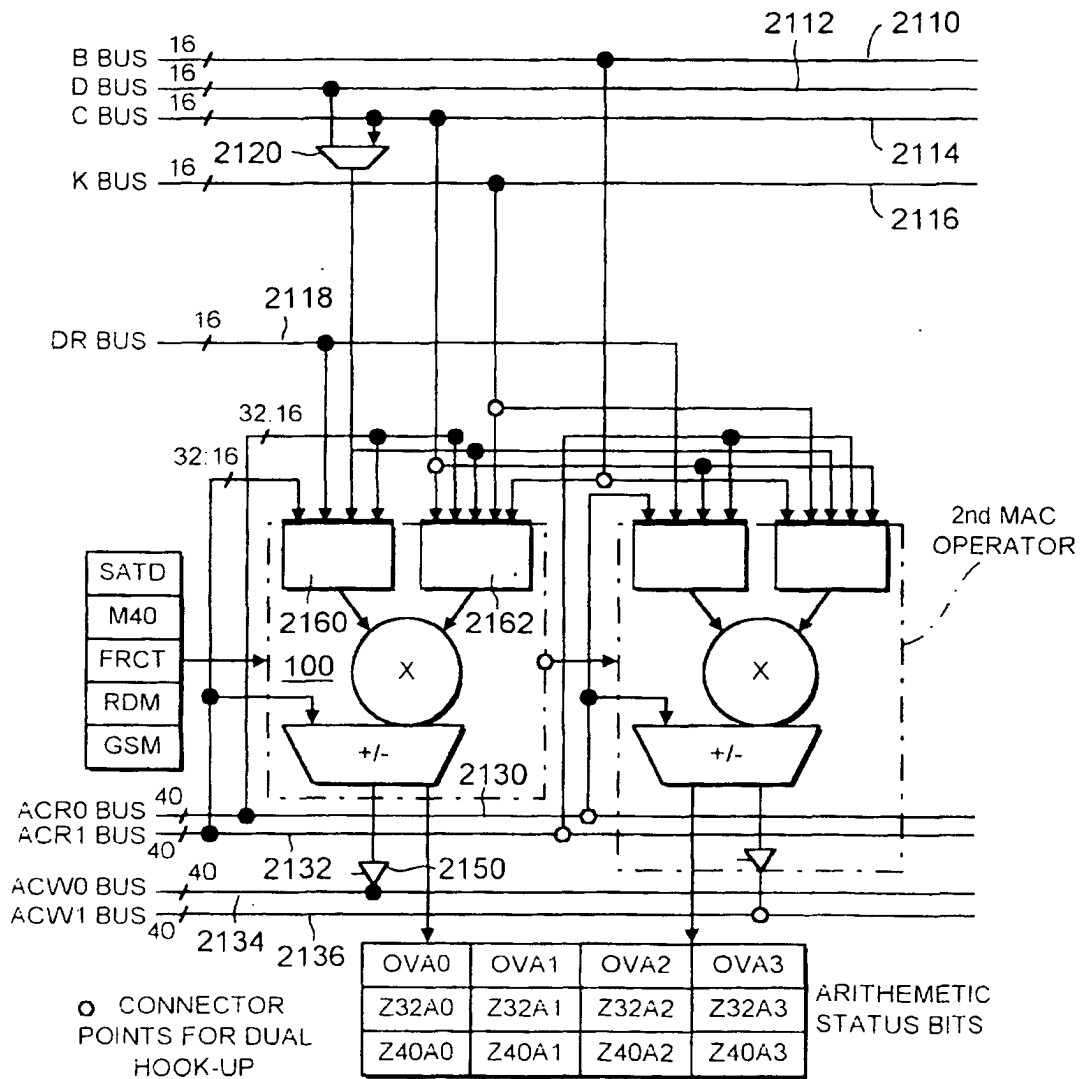 2112
2110
B BUS 16
D BUS 16
C BUS 16
2120
2114
K BUS 16
2116
2118
DR BUS 16
32:16
32:16
2nd MAC
OPERATOR
SATD
M40
FRCT
RDM
GSM
2160
2162
100
X
X
+/-
+/-
2130
ACR0 BUS 40
ACR1 BUS 40
2132
2150
ACW0 BUS 40
ACW1 BUS 40
2134
2136
OVA0 OVA1 OVA2 OVA3
Z32A0 Z32A1 Z32A2 Z32A3
Z40A0 Z40A1 Z40A2 Z40A3
ARITHEMETIC
STATUS BITS
CONNECTOR
POINTS FOR DUAL
HOOK-UP